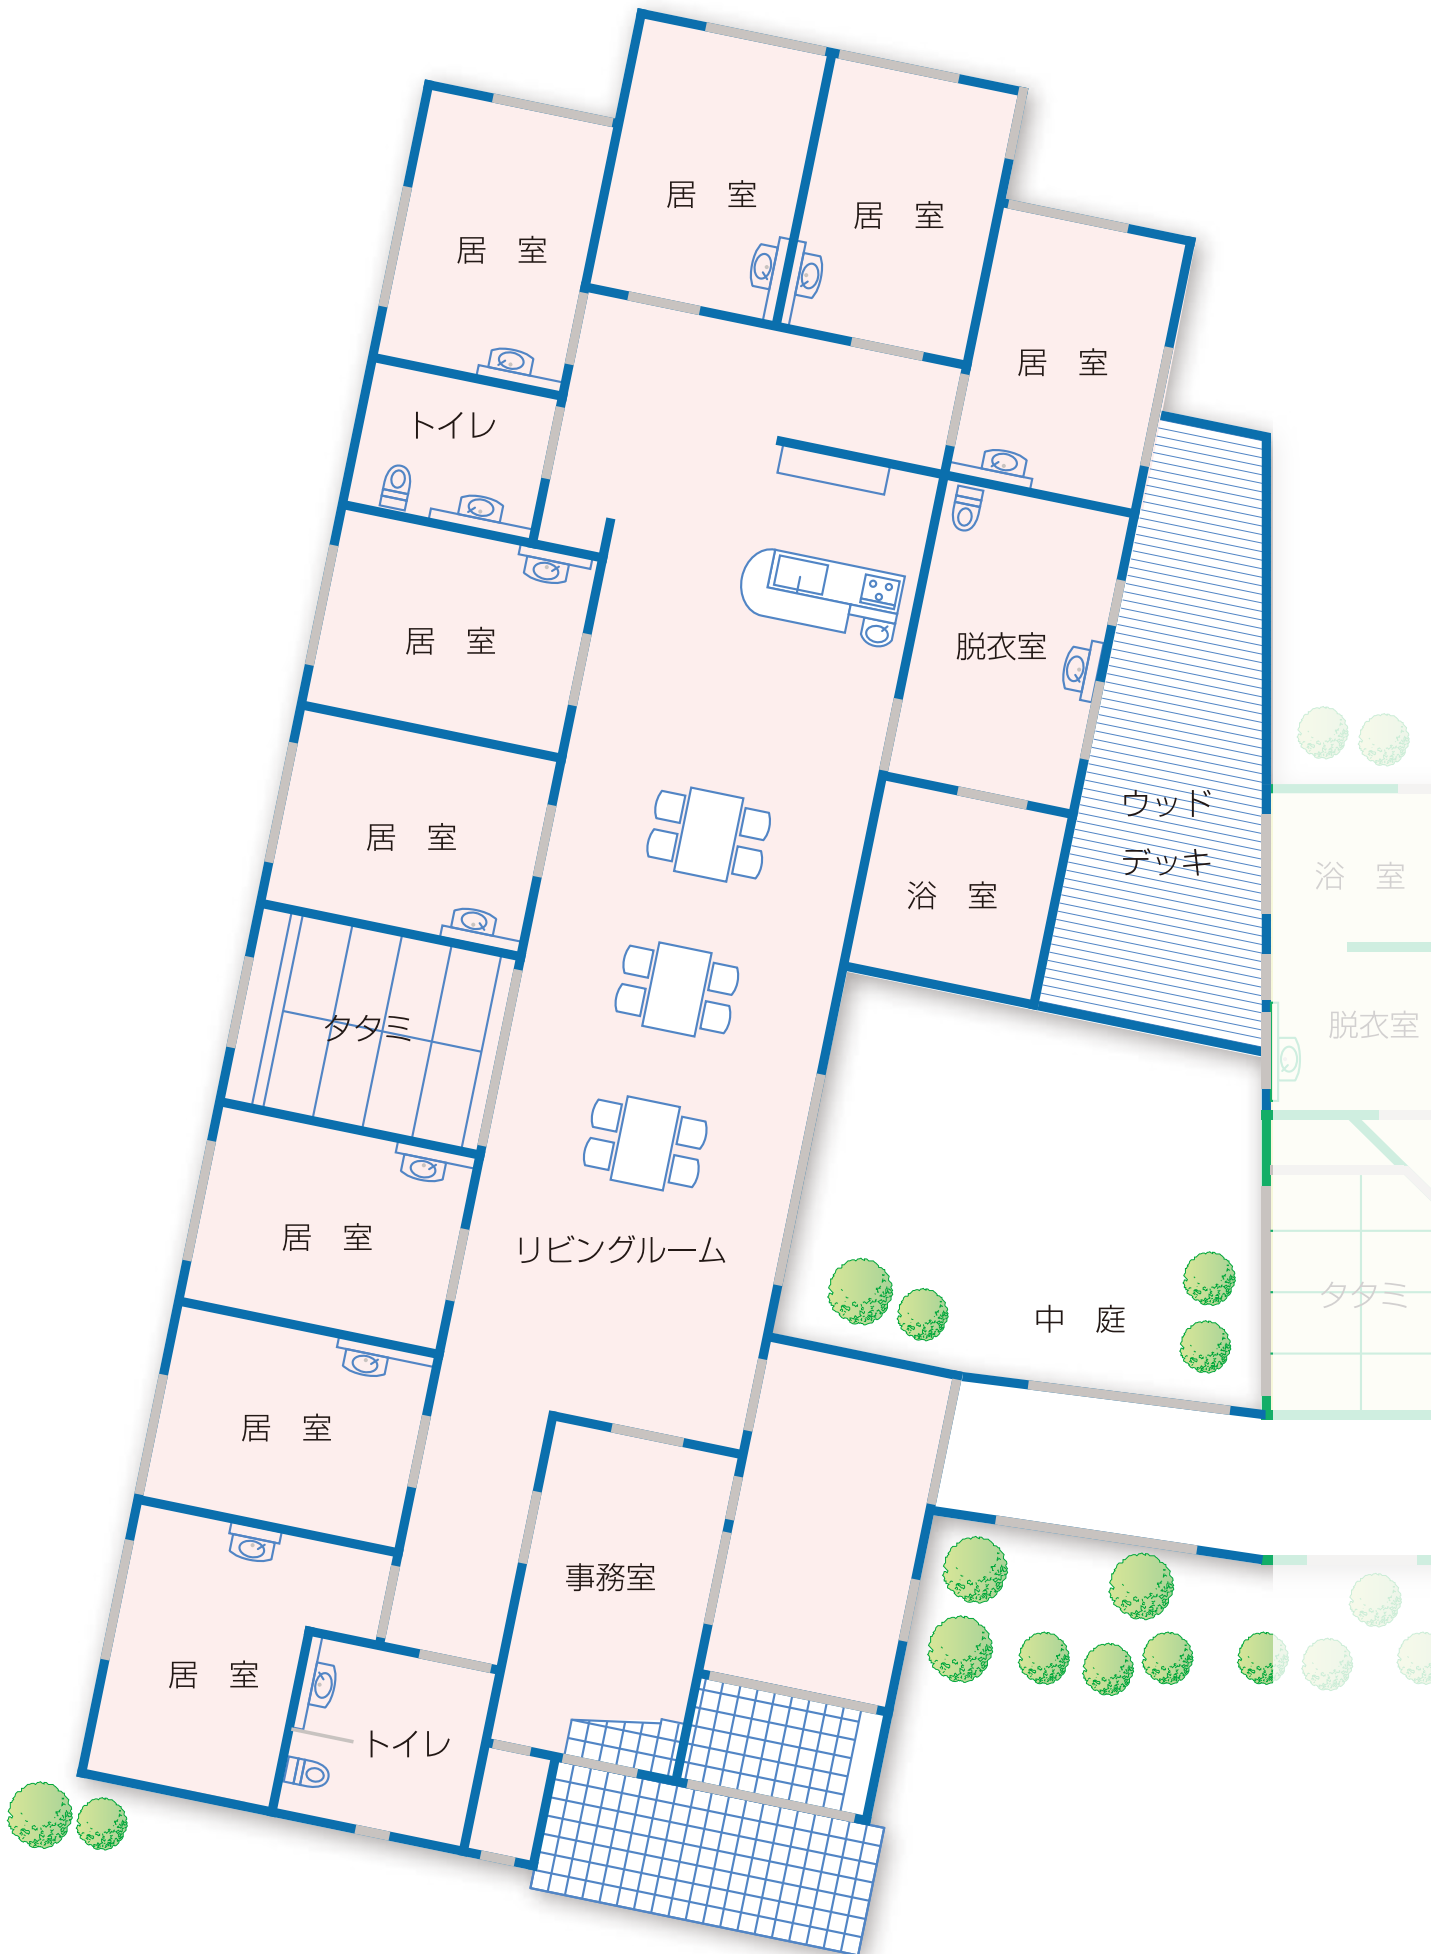 居 室
居 室
居 室
居 室
トイレ
居 室
脱衣室
居 室
ウッド
デッキ
浴 室
浴 室
タタミ
脱衣室
居 室
リビングルーム
中 庭
タタミ
居 室
事務室
居 室
トイレ